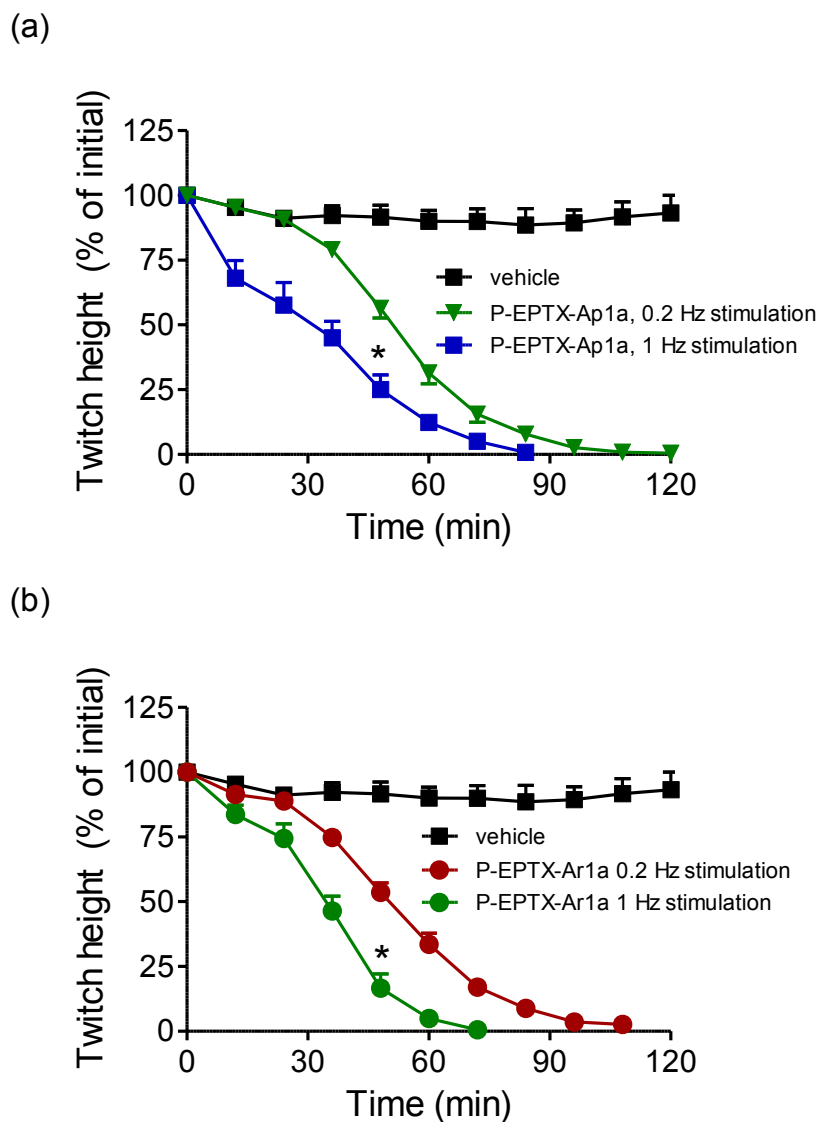 (a)
Twitch height (% of initial)
125
100
75
50
25
0
vehicle
P-EPTX-Ap1a, 0.2 Hz stimulation
P-EPTX-Ap1a, 1 Hz stimulation
*
0 30 60 90 120
Time (min)
(b)
Twitch height (% of initial)
125
100
75
50
25
0
vehicle
P-EPTX-Ar1a 0.2 Hz stimulation
P-EPTX-Ar1a 1 Hz stimulation
*
0 30 60 90 120
Time (min)